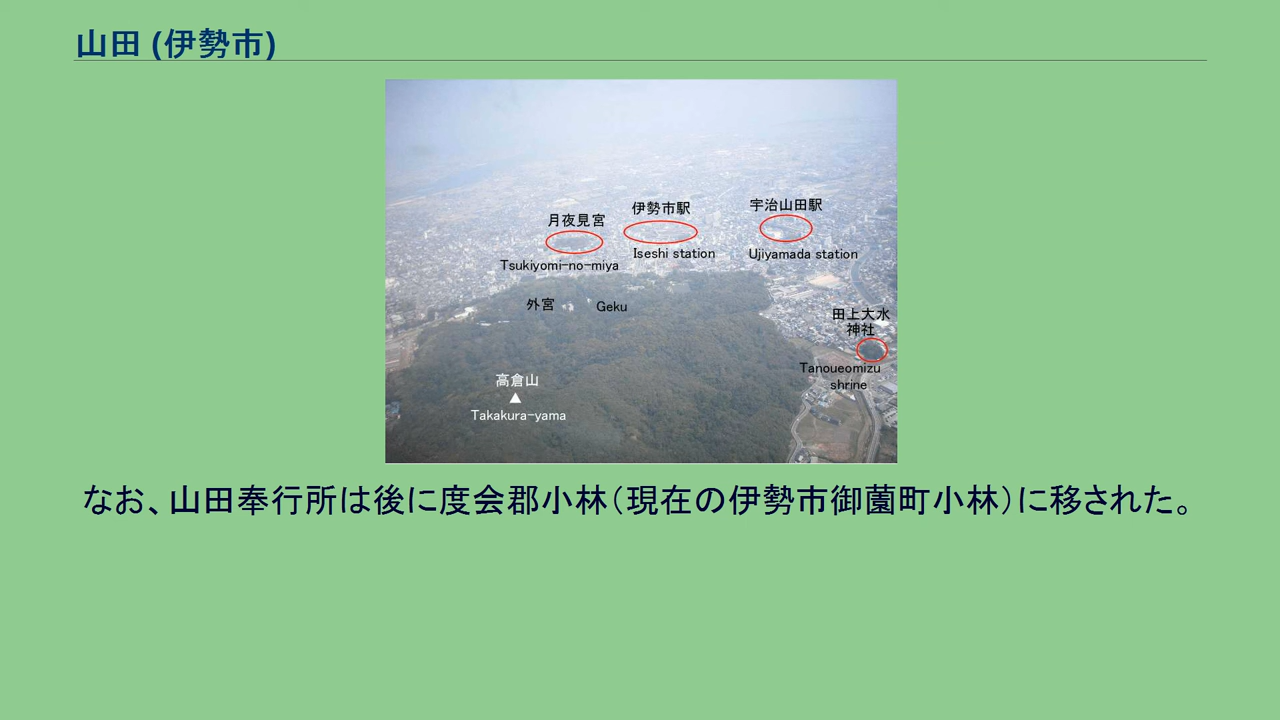 山田 (伊勢市)
月夜見宮
伊勢市駅
宇治山田駅
Tsukiyomi-no-miya
Iseshi station
Ujiyamada station
外宮
Geku
田上大水
神社
Tanoueomizu
shrine
高倉山
Takakura-yama
なお、山田奉行所は後に度会郡小林(現在の伊勢市御薗町小林)に移された。